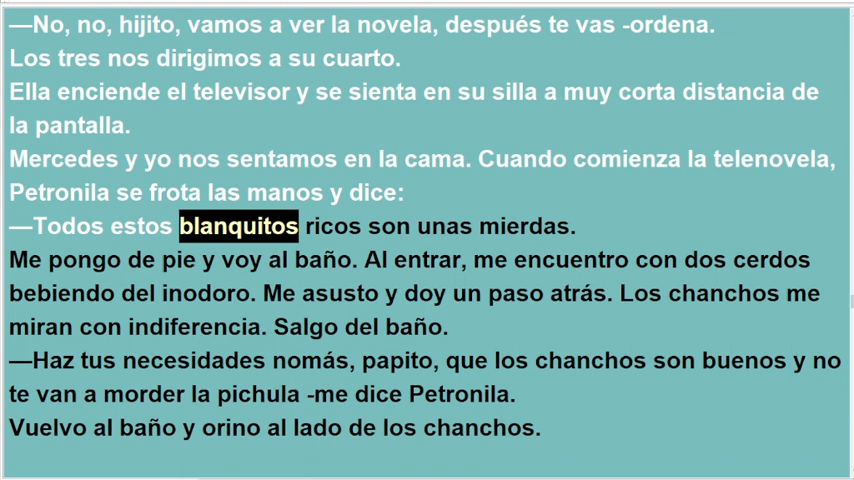 —No, no, hijito, vamos a ver la novela, después te vas -ordena.
Los tres nos dirigimos a su cuarto.
Ella enciende el televisor y se sienta en su silla a muy corta distancia de
la pantalla.
Mercedes y yo nos sentamos en la cama. Cuando comienza la telenovela,
Petronila se frota las manos y dice:
—Todos estos blanquitos ricos son unas mierdas.
Me pongo de pie y voy al baño. Al entrar, me encuentro con dos cerdos
bebiendo del inodoro. Me asusto y doy un paso atrás. Los chanchos me
miran con indiferencia. Salgo del baño.
—Haz tus necesidades nomás, papito, que los chanchos son buenos y no
te van a morder la pichula -me dice Petronila.
Vuelvo al baño y orino al lado de los chanchos.